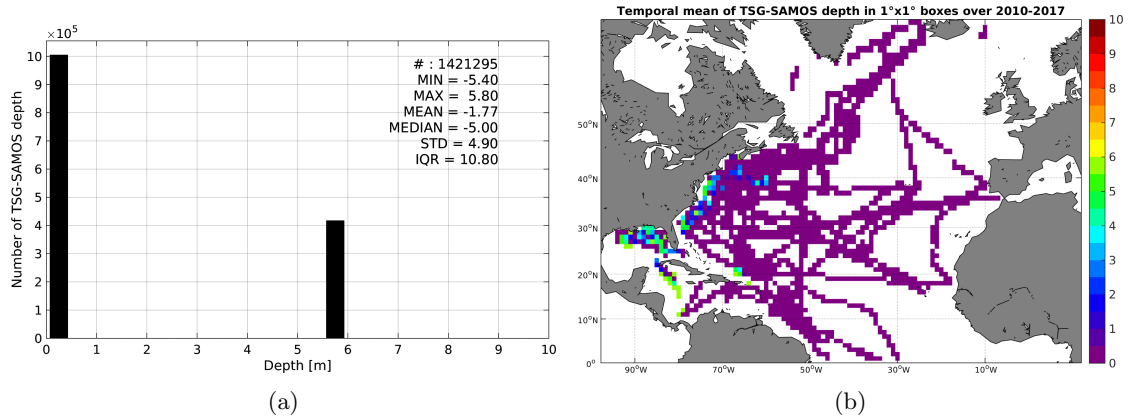 ×10⁵
10
9
8
7
6
5
4
3
2
1
0
Number of TSG-SAMOS depth
# : 1421295
MIN = -5.40
MAX = 5.80
MEAN = -1.77
MEDIAN = -5.00
STD = 4.90
IQR = 10.80
0 1 2 3 4 5 6 7 8 9 10
Depth [m]
(a)
Temporal mean of TSG-SAMOS depth in 1°x1° boxes over 2010-2017
50°N
40°N
30°N
20°N
10°N
0°
90°W 70°W 50°W 30°W 10°W
10
9
8
7
6
5
4
3
2
1
0
(b)